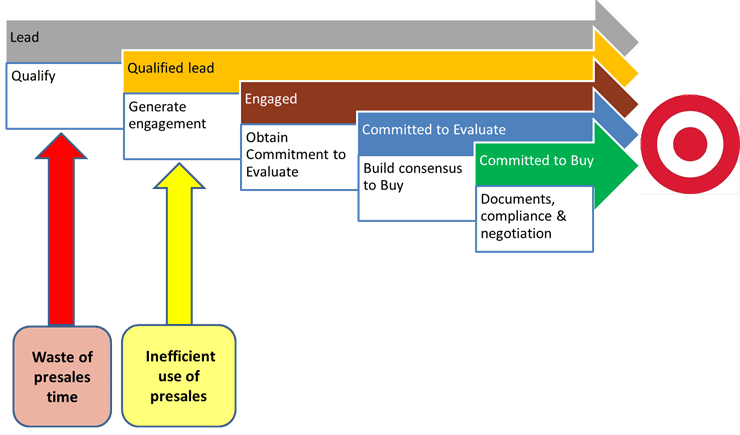 Lead
Qualify
Qualified lead
Generate
engagement
Engaged
Obtain
Commitment to
Evaluate
Committed to Evaluate
Build consensus
to Buy
Committed to Buy
Documents,
compliance &
negotiation
Waste of
presales
time
Inefficient
use of
presales